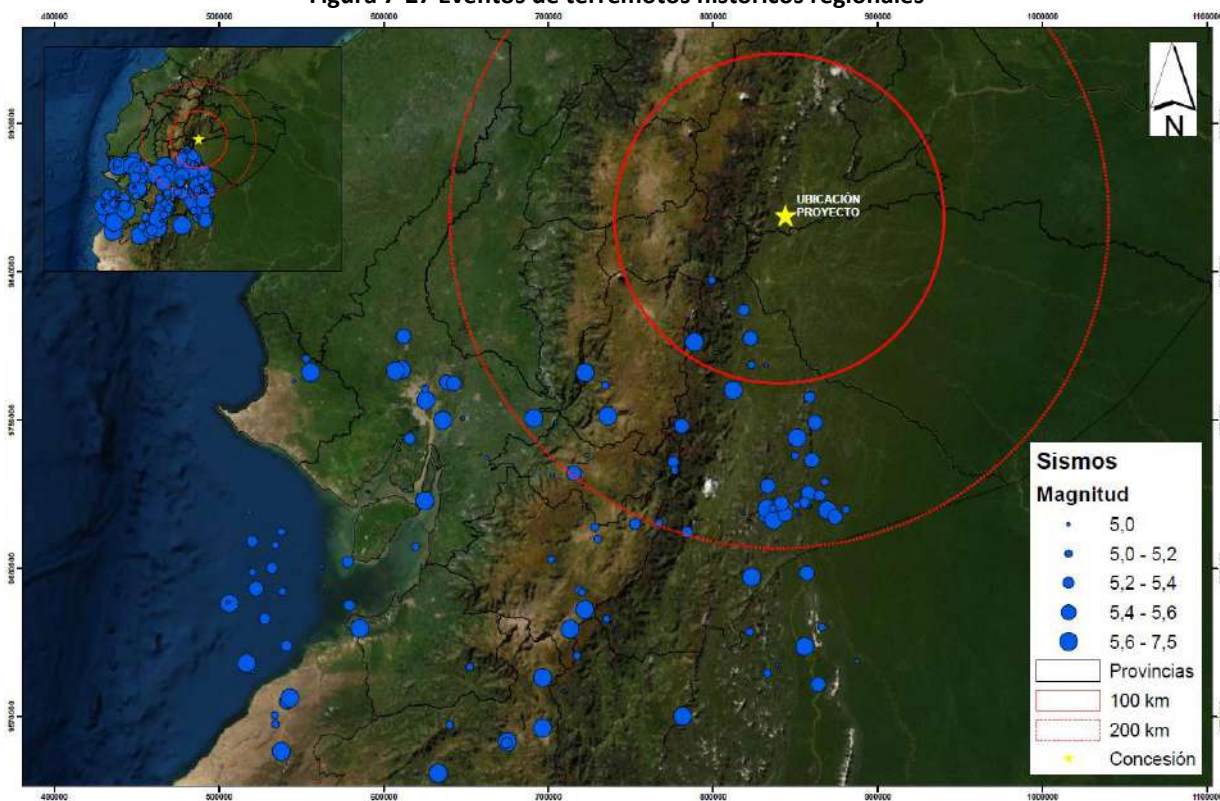 Figura 7-27 Eventos de terremotos históricos regionales
400000 500000 600000 700000 800000 900000 1000000 1100000
N
UBICACIÓN
PROYECTO
Sismos
Magnitud
5,0
5,0 - 5,2
5,2 - 5,4
5,4 - 5,6
5,6 - 7,5
Provincias
100 km
200 km
Concesión
400000 500000 600000 700000 800000 900000 1000000 1100000